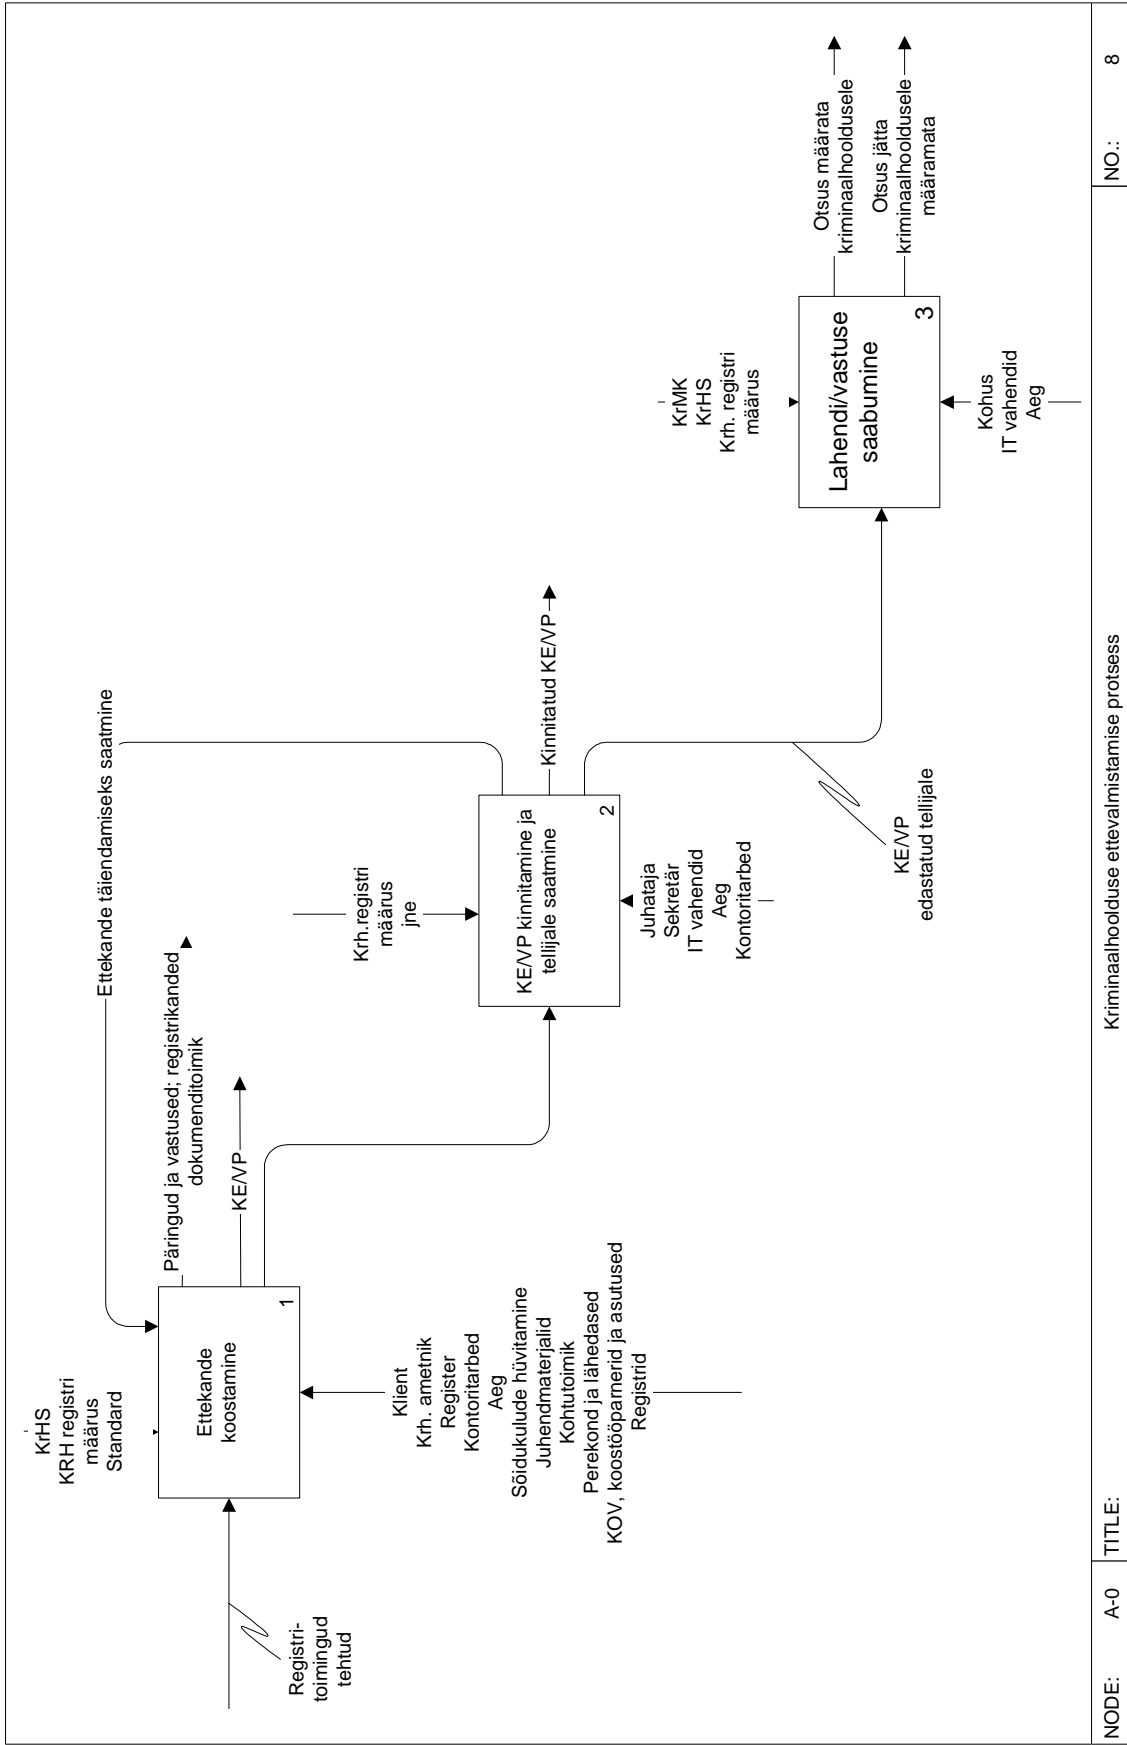 KrHS
KRH registri
määrus
Standard
Ettekande täiendamiseks saatmine
Päringud ja vastused; registrikanded
dokumenditoimik
KE/VP
Ettekande
koostamine
1
Registri-
toimingud
tehtud
Klient
Krh. ametnik
Register
Kontoritarbed
Aeg
Sõidukulude hüvitamine
Juhendmaterjalid
Kohtutoimik
Perekond ja lähedased
KOV, koostööparnerid ja asutused
Registrid
Krh.registri
määrus
jne
KE/VP kinnitamine ja
tellijale saatmine
2
Kinnitatud KE/VP
Juhataja
Sekretär
IT vahendid
Aeg
Kontoritarbed
KE/VP
edastatud tellijale
KrMK
KrHS
Krh. registri
määrus
Lahendi/vastuse
saabumine
3
Kohus
IT vahendid
Aeg
Otsus määrata
kriminaalhooldusele
Otsus jätta
kriminaalhooldusele
määramata
NODE: A-0 TITLE: Kriminaalhoolduse ettevalmistamise protsess NO.: 8